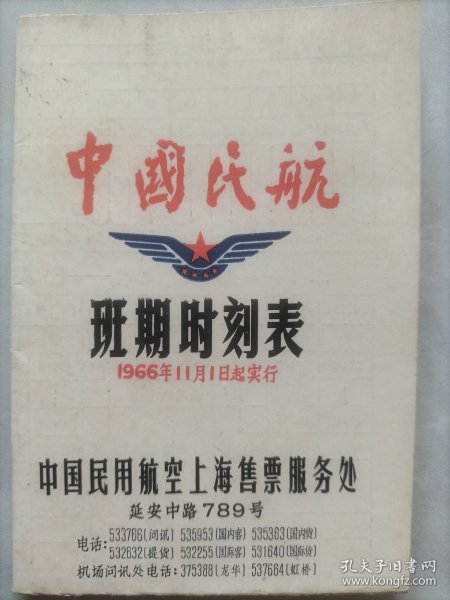 中國民航
班期时刻表
1966年11月1日起实行
中国民用航空上海售票服务处
延安中路789号
电话:
533766(问讯) 535953(国内客) 535363(国内货)
532632(提货) 532255(国际客) 531640(国际货)
机场问讯处电话:375388(龙华) 537664(虹桥)
孔夫子旧书网